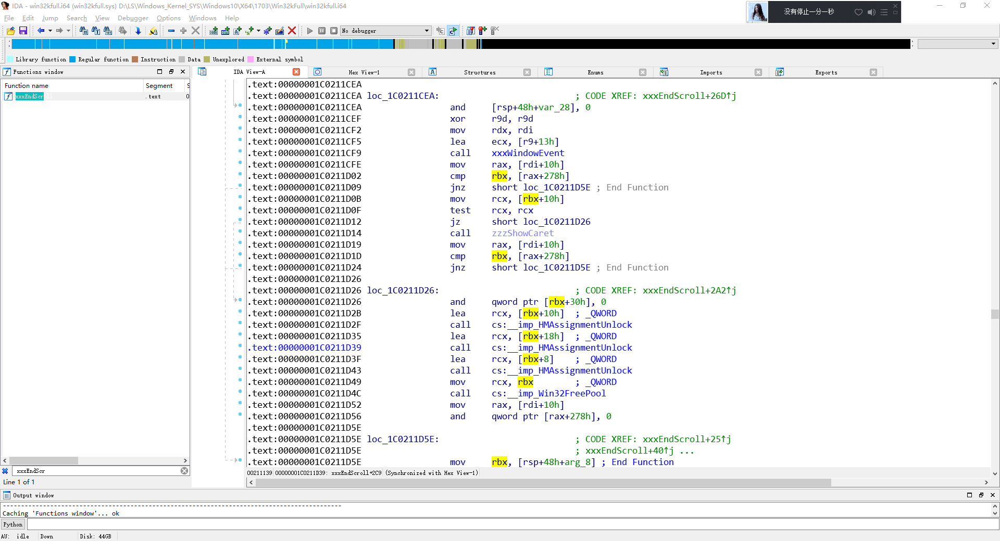 IDA - win32kfull.i64 (win32kfull.sys) D:\LS\Windows_Kernel_SYS\Windows10\X64\1703\Win32kFull\win32kfull.i64
没有停止一分一秒
File Edit Jump Search View Debugger Options Windows Help
No debugger
Library function Regular function Instruction Data Unexplored External symbol
Functions window
IDA View-A Hex View-1 Structures Enums Imports Exports
Function name Segment S
xxxEndScroll .text 0
.text:00000001C0211CEA
.text:00000001C0211CEA loc_1C0211CEA: ; CODE XREF: xxxEndScroll+26D↑j
.text:00000001C0211CEA and [rsp+48h+var_28], 0
.text:00000001C0211CEF xor r9d, r9d
.text:00000001C0211CF2 mov rdx, rdi
.text:00000001C0211CF5 lea ecx, [r9+13h]
.text:00000001C0211CF9 call xxxWindowEvent
.text:00000001C0211CFE mov rax, [rdi+10h]
.text:00000001C0211D02 cmp rbx, [rax+278h]
.text:00000001C0211D09 jnz short loc_1C0211D5E ; End Function
.text:00000001C0211D0B mov rcx, [rbx+10h]
.text:00000001C0211D0F test rcx, rcx
.text:00000001C0211D12 jz short loc_1C0211D26
.text:00000001C0211D14 call zzzShowCaret
.text:00000001C0211D19 mov rax, [rdi+10h]
.text:00000001C0211D1D cmp rbx, [rax+278h]
.text:00000001C0211D24 jnz short loc_1C0211D5E ; End Function
.text:00000001C0211D26
.text:00000001C0211D26 loc_1C0211D26: ; CODE XREF: xxxEndScroll+2A2↑j
.text:00000001C0211D26 and qword ptr [rbx+30h], 0
.text:00000001C0211D2B lea rcx, [rbx+10h] ; _QWORD
.text:00000001C0211D2F call cs:__imp_HMAssignmentUnlock
.text:00000001C0211D35 lea rcx, [rbx+18h] ; _QWORD
.text:00000001C0211D39 call cs:__imp_HMAssignmentUnlock
.text:00000001C0211D3F lea rcx, [rbx+8] ; _QWORD
.text:00000001C0211D43 call cs:__imp_HMAssignmentUnlock
.text:00000001C0211D49 mov rcx, rbx ; _QWORD
.text:00000001C0211D4C call cs:__imp_Win32FreePool
.text:00000001C0211D52 mov rax, [rdi+10h]
.text:00000001C0211D56 and qword ptr [rax+278h], 0
.text:00000001C0211D5E
.text:00000001C0211D5E loc_1C0211D5E: ; CODE XREF: xxxEndScroll+25↑j
.text:00000001C0211D5E ; xxxEndScroll+40↑j ...
.text:00000001C0211D5E mov rbx, [rsp+48h+arg_8] ; End Function
xxxEndScr
00211139 00000001C0211D39: xxxEndScroll+2C9 (Synchronized with Hex View-1)
Line 1 of 1
Output window
Caching 'Functions window'... ok
Python
AU: idle Down Disk: 44GB